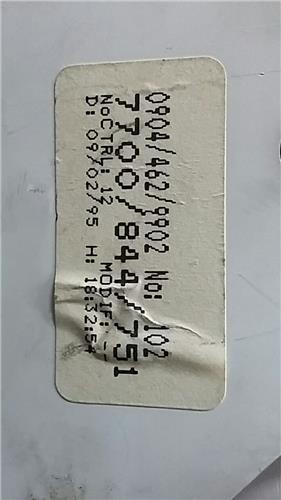 0904/462/9902 No: 102
7700/844/751
NoCTRL: 12 MODIF: --
D: 09/02/95 H: 18:32:54